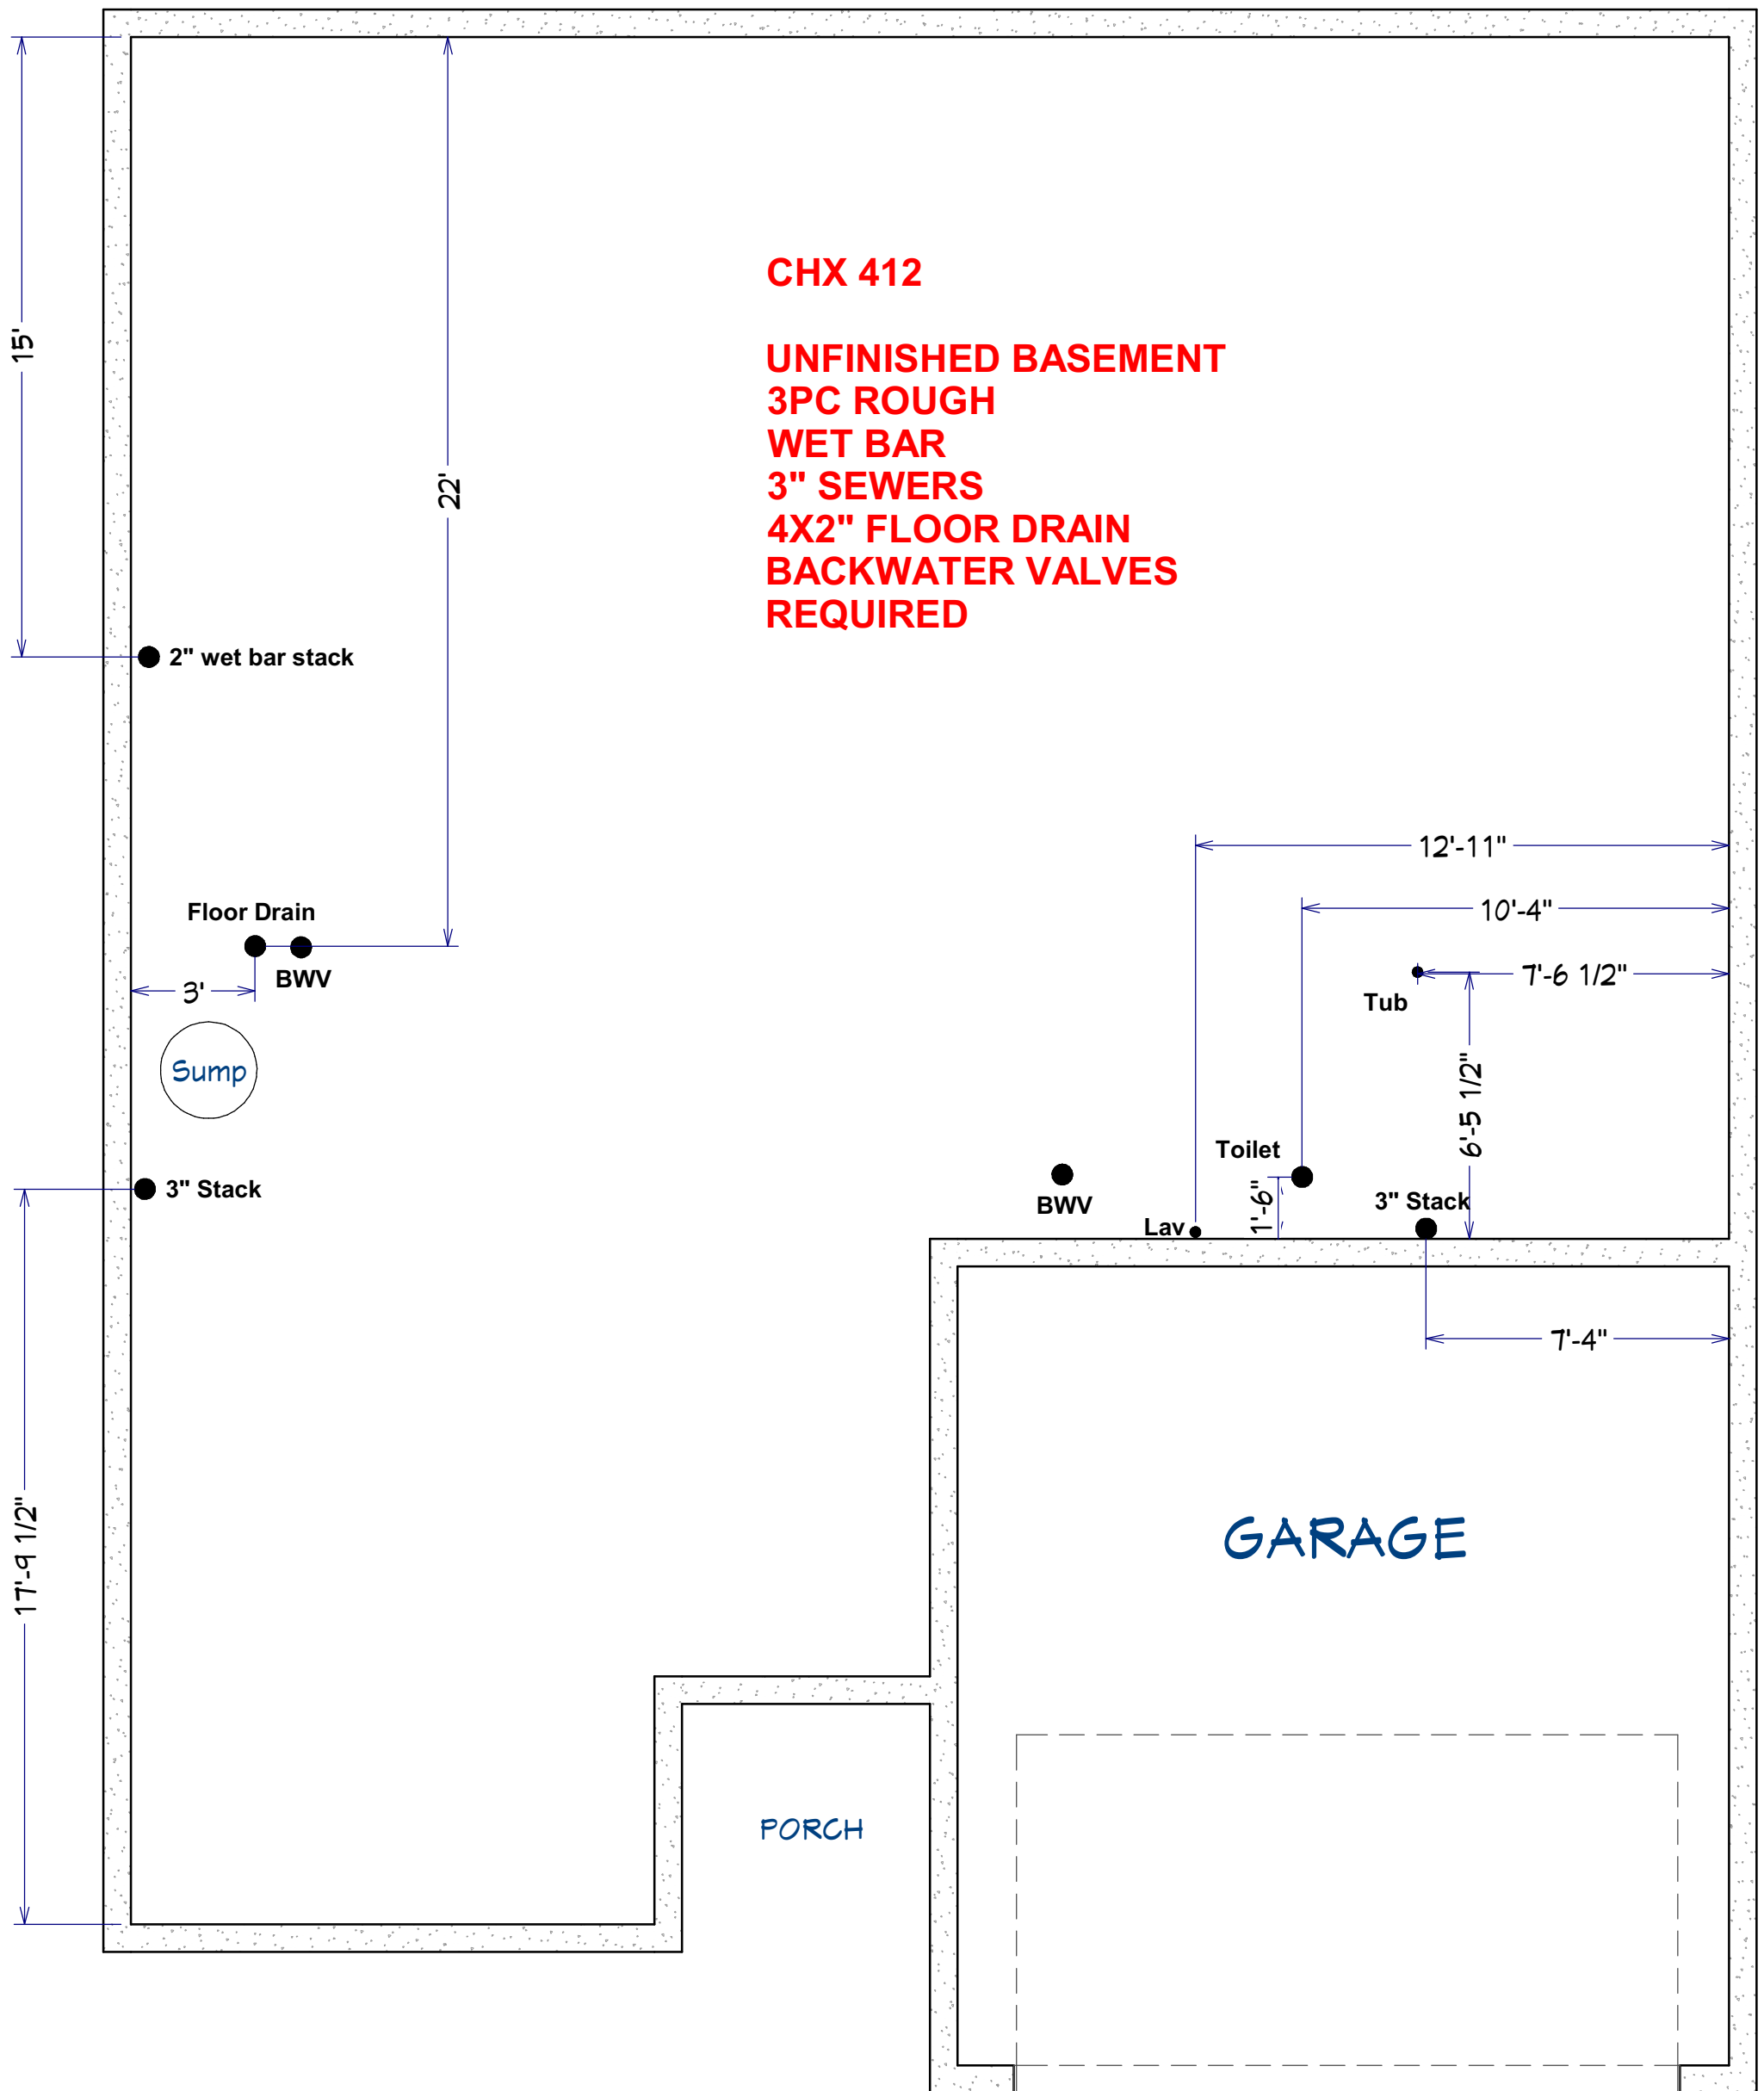 CHX 412
UNFINISHED BASEMENT
3PC ROUGH
WET BAR
3" SEWERS
4X2" FLOOR DRAIN
BACKWATER VALVES
REQUIRED
15'
22'
2" wet bar stack
12'-11"
10'-4"
Floor Drain
BWV
3'
7'-6 1/2"
Tub
Sump
6'-5 1/2"
Toilet
3" Stack
BWV
1'-6"
3" Stack
Lav
7'-4"
17'-9 1/2"
GARAGE
PORCH